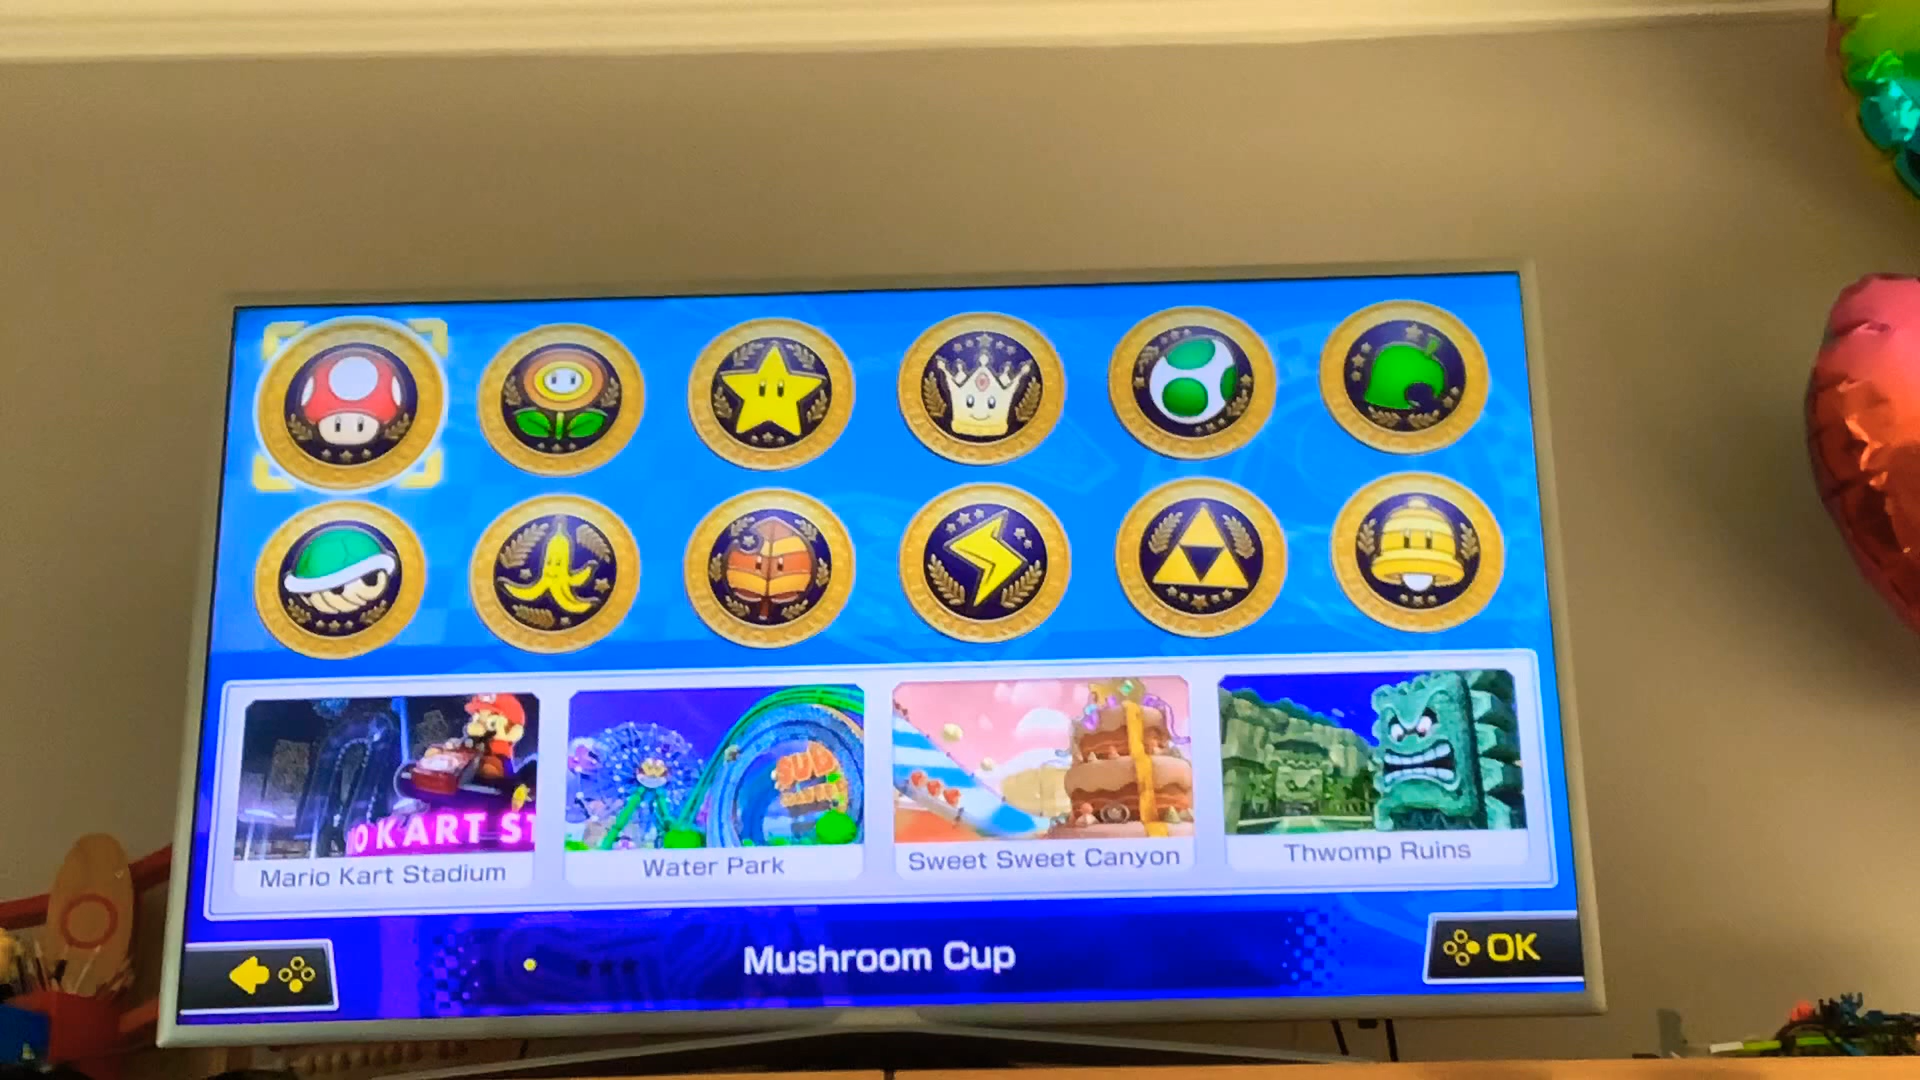 Mario Kart Stadium
Water Park
Sweet Sweet Canyon
Thwomp Ruins
Mushroom Cup
OK